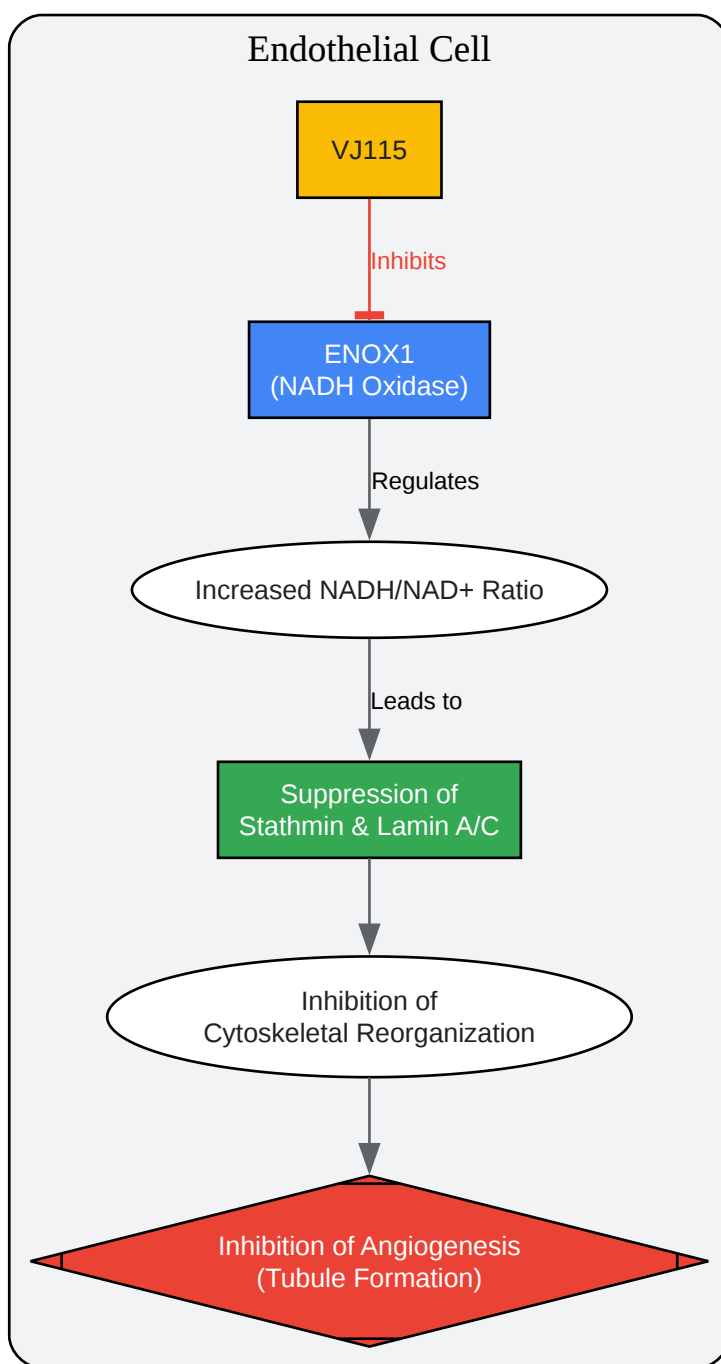 Endothelial Cell
VJ115
Inhibits
ENOX1
(NADH Oxidase)
Regulates
Increased NADH/NAD+ Ratio
Leads to
Suppression of
Stathmin & Lamin A/C
Inhibition of
Cytoskeletal Reorganization
Inhibition of Angiogenesis
(Tubule Formation)